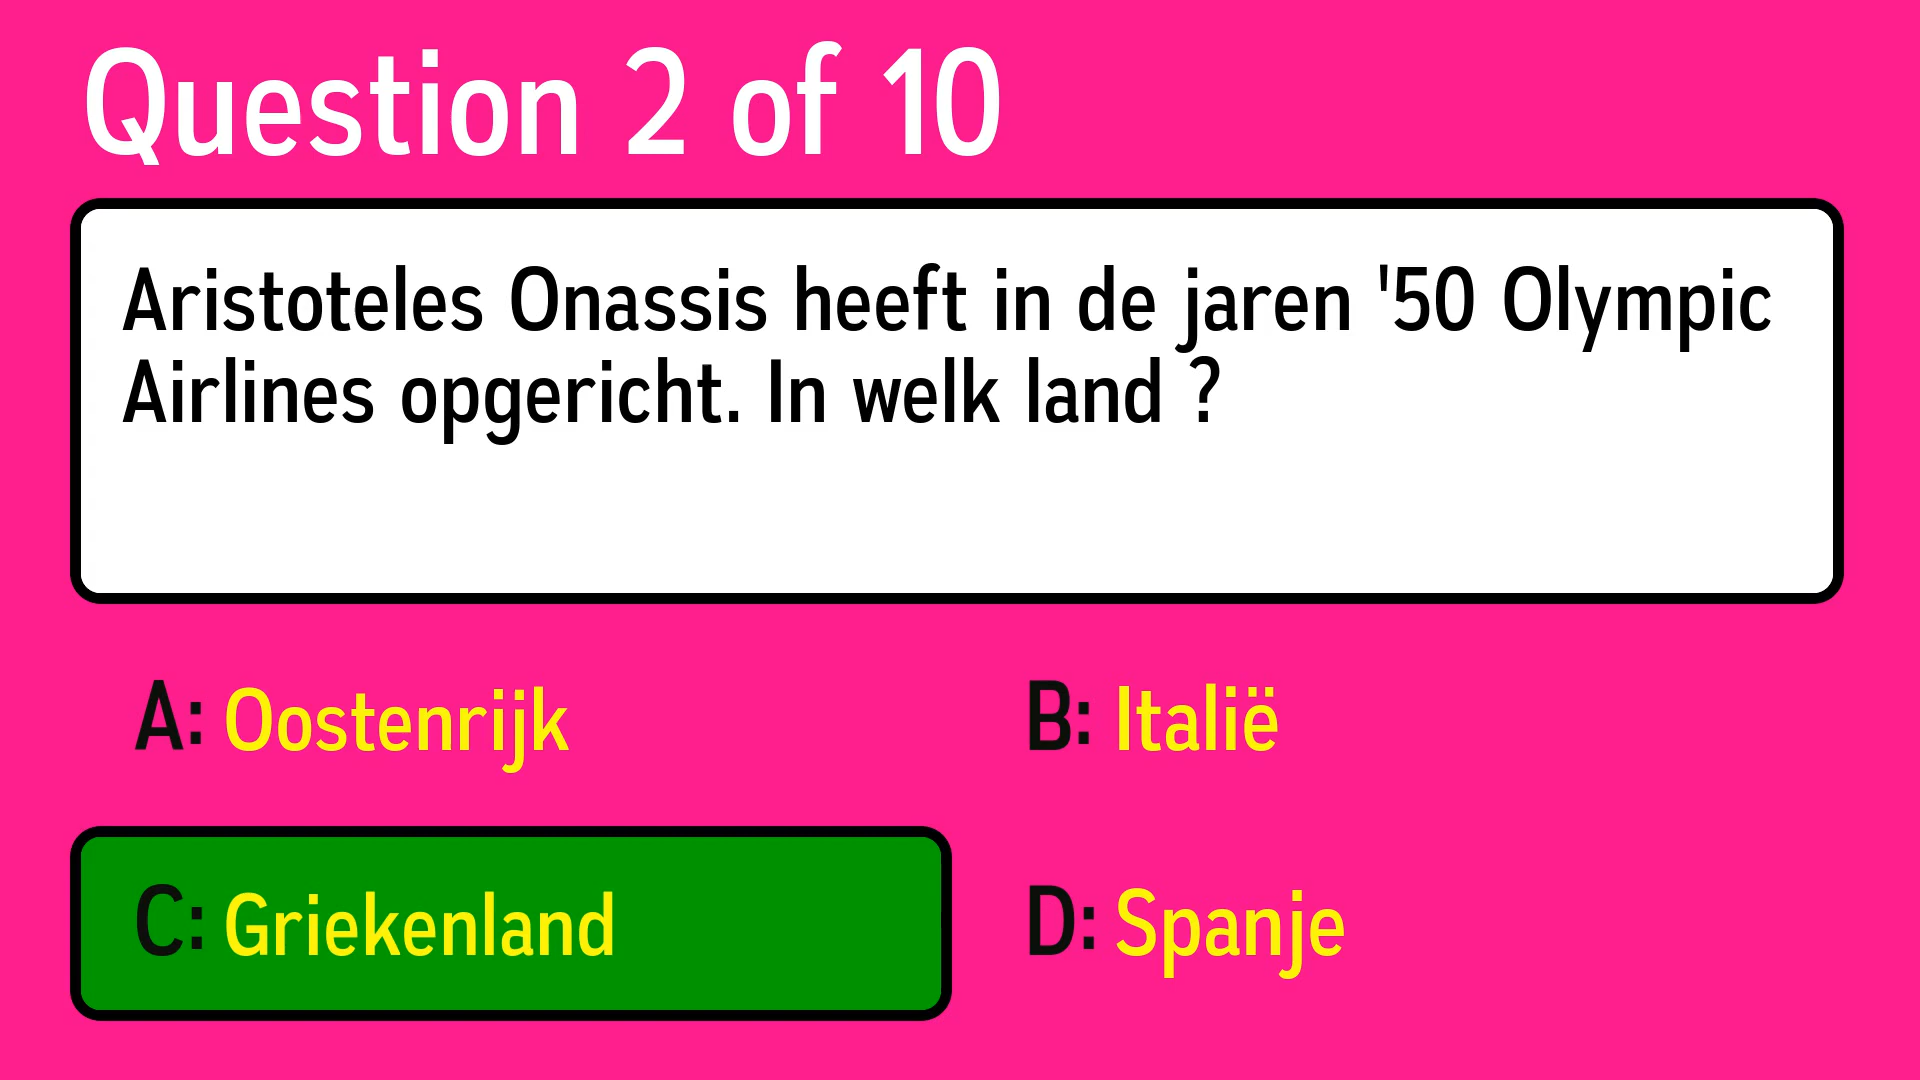 Question 2 of 10
Aristoteles Onassis heeft in de jaren '50 Olympic
Airlines opgericht. In welk land ?
A: Oostenrijk
B: Italië
C: Griekenland
D: Spanje